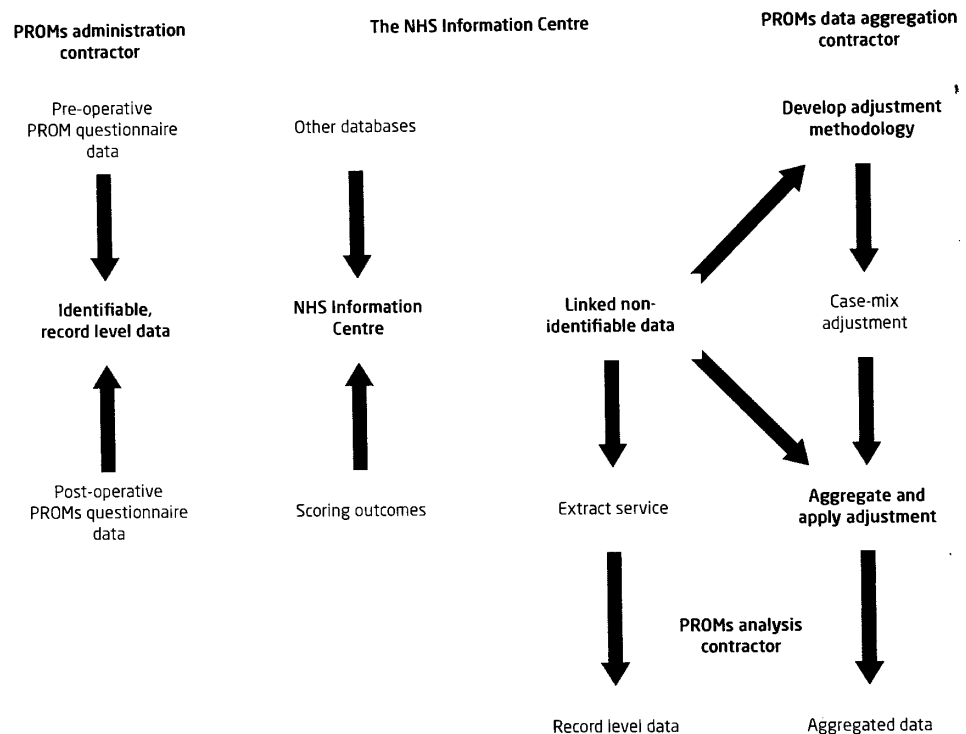 PROMs administration
contractor
The NHS Information Centre
PROMs data aggregation
contractor
Pre-operative
PROM questionnaire
data
Other databases
Develop adjustment
methodology
Identifiable,
record level data
NHS Information
Centre
Linked non-
identifiable data
Case-mix
adjustment
Post-operative
PROMs questionnaire
data
Scoring outcomes
Extract service
Aggregate and
apply adjustment
PROMs analysis
contractor
Record level data
Aggregated data